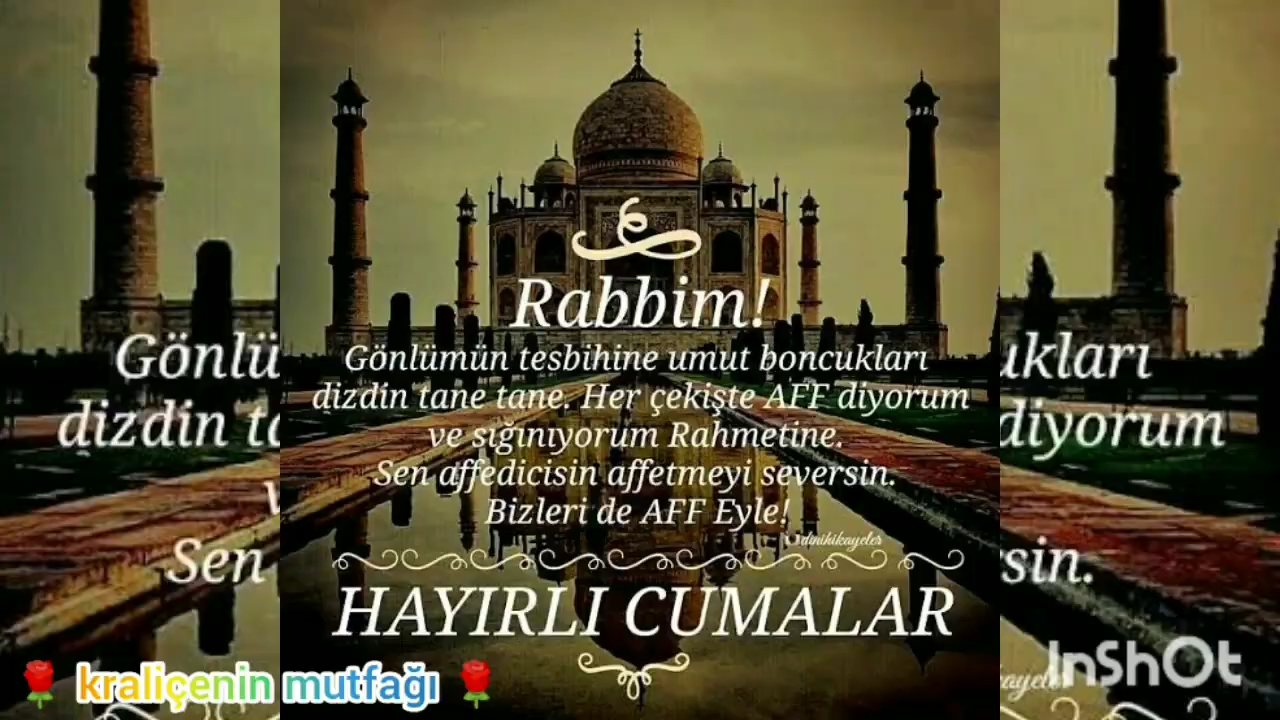 Rabbim!
Gönlümün tesbihine umut boncukları
dizdin tane tane. Her çekişte AFF diyorum
ve sığınıyorum Rahmetine.
Sen affedicisin affetmeyi seversin.
Bizleri de AFF Eyle!
dinihikayeler
HAYIRLI CUMALAR
🌹 kraliçenin mutfağı 🌹
InShOt